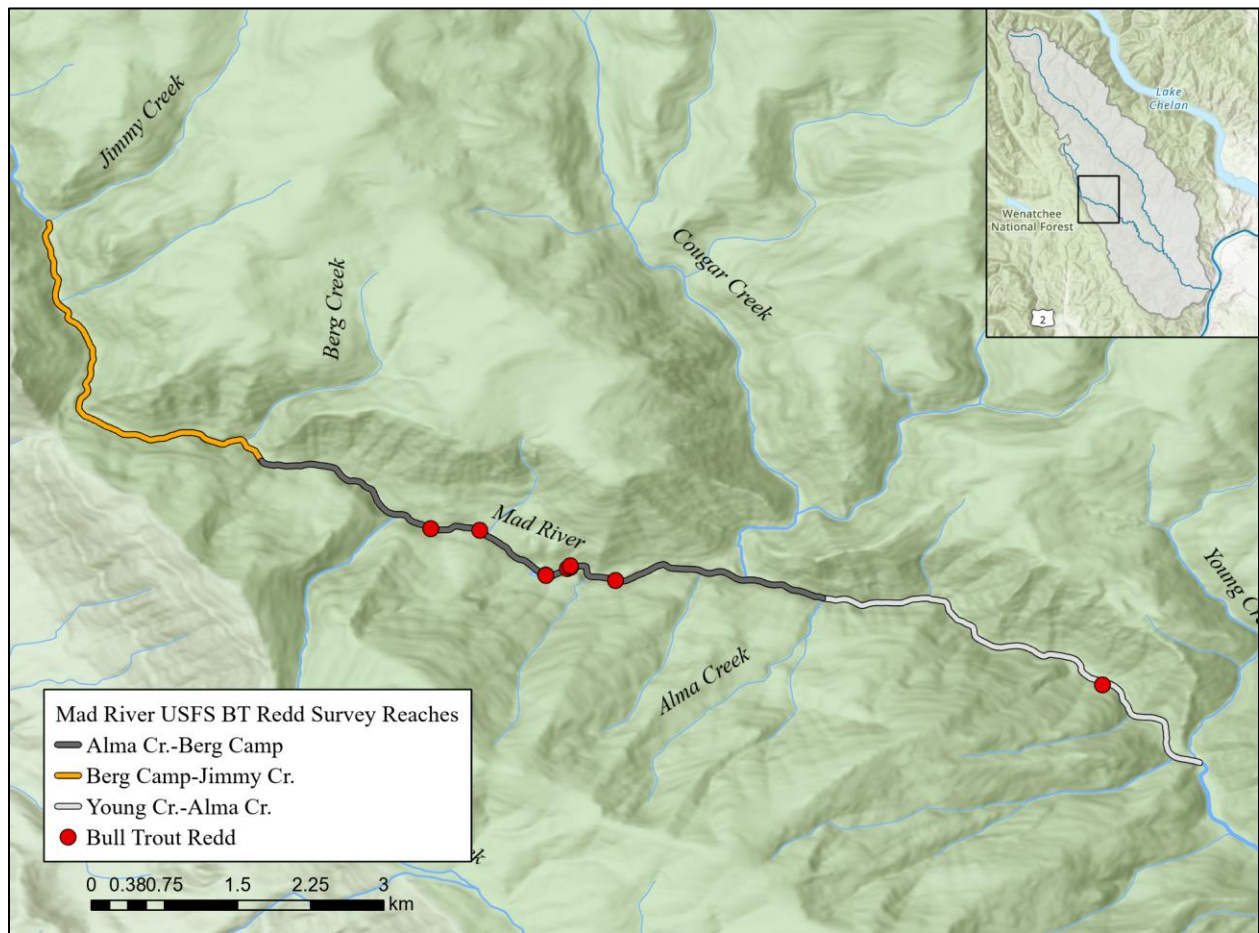 Jimmy Creek
Lake
Chelan
Wenatchee
National Forest
2
Cougar Creek
Berg Creek
Mad River
Young Cr
Alma Creek
Mad River USFS BT Redd Survey Reaches
Alma Cr.-Berg Camp
Berg Camp-Jimmy Cr.
Young Cr.-Alma Cr.
Bull Trout Redd
ek
0 0.380.75 1.5 2.25 3
km